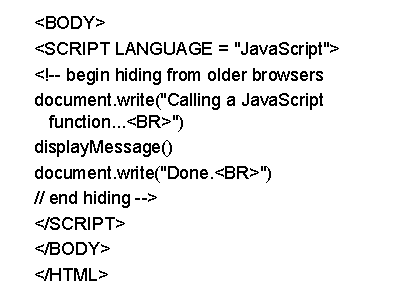 <BODY>
<SCRIPT LANGUAGE = "JavaScript">
<!-- begin hiding from older browsers
document.write("Calling a JavaScript
function...<BR>")
displayMessage()
document.write("Done.<BR>")
// end hiding -->
</SCRIPT>
</BODY>
</HTML>